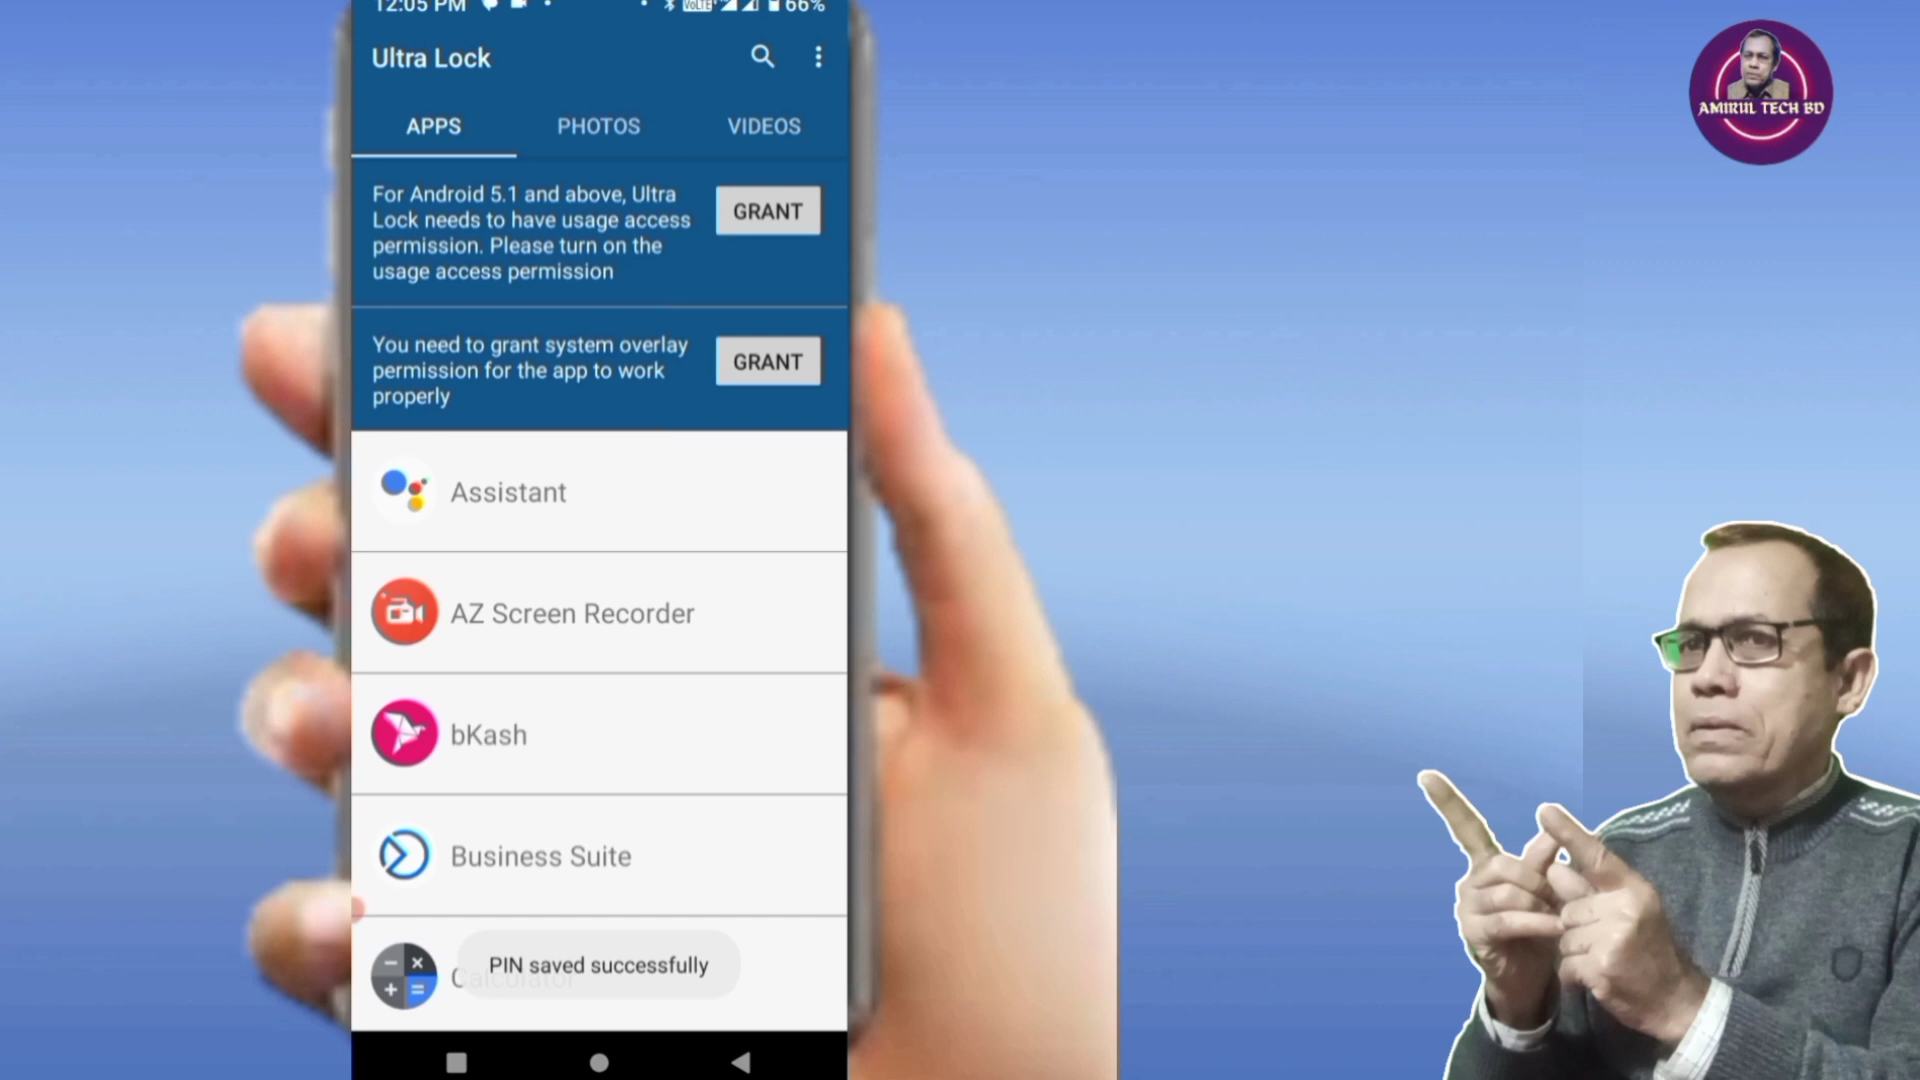 12:05 PM VoLTE 66%
Ultra Lock
APPS PHOTOS VIDEOS
For Android 5.1 and above, Ultra
Lock needs to have usage access
permission. Please turn on the
usage access permission
GRANT
You need to grant system overlay
permission for the app to work
properly
GRANT
Assistant
AZ Screen Recorder
bKash
Business Suite
Calculator
PIN saved successfully
AMIRUL TECH BD